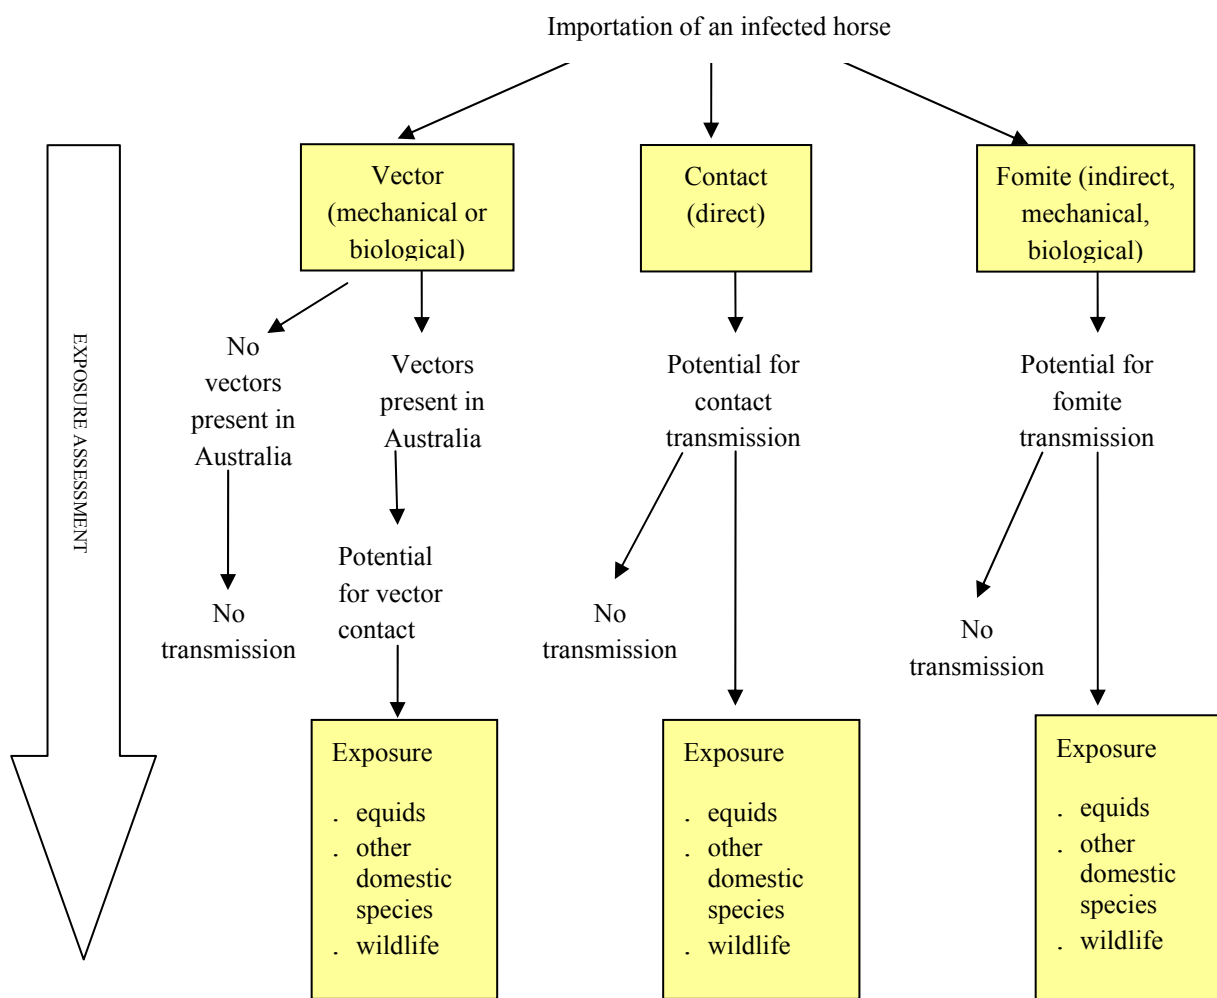 Importation of an infected horse
Vector
(mechanical or
biological)
Contact
(direct)
Fomite (indirect,
mechanical,
biological)
EXPOSURE ASSESSMENT
No
vectors
present in
Australia
Vectors
present in
Australia
Potential for
contact
transmission
Potential for
fomite
transmission
No
transmission
Potential
for vector
contact
No
transmission
No
transmission
Exposure
. equids
. other
domestic
species
. wildlife
Exposure
. equids
. other
domestic
species
. wildlife
Exposure
. equids
. other
domestic
species
. wildlife